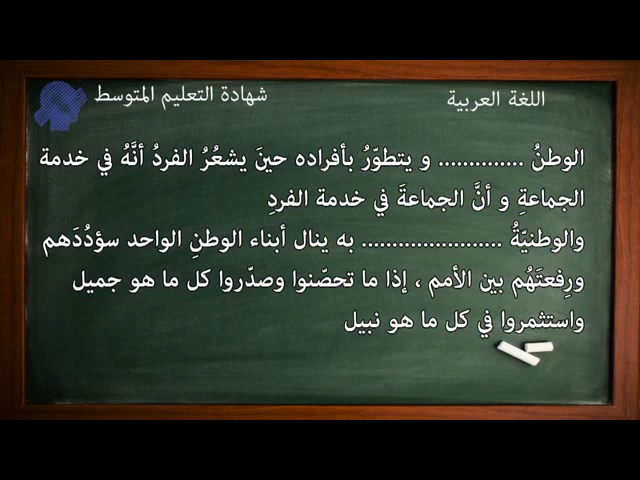 اللغة العربية
شهادة التعليم المتوسط
الوطنُ .............. و يتطوّرُ بأفراده حينَ يشعُرُ الفردُ أنَّهُ في خدمة
الجماعةِ و أنَّ الجماعةَ في خدمة الفردِ
والوطنيّةُ ....................... به ينال أبناء الوطنِ الواحد سؤدُدَهم
ورِفعتَهُم بين الأمم ، إذا ما تحصّنوا وصدّروا كل ما هو جميل
واستثمروا في كل ما هو نبيل